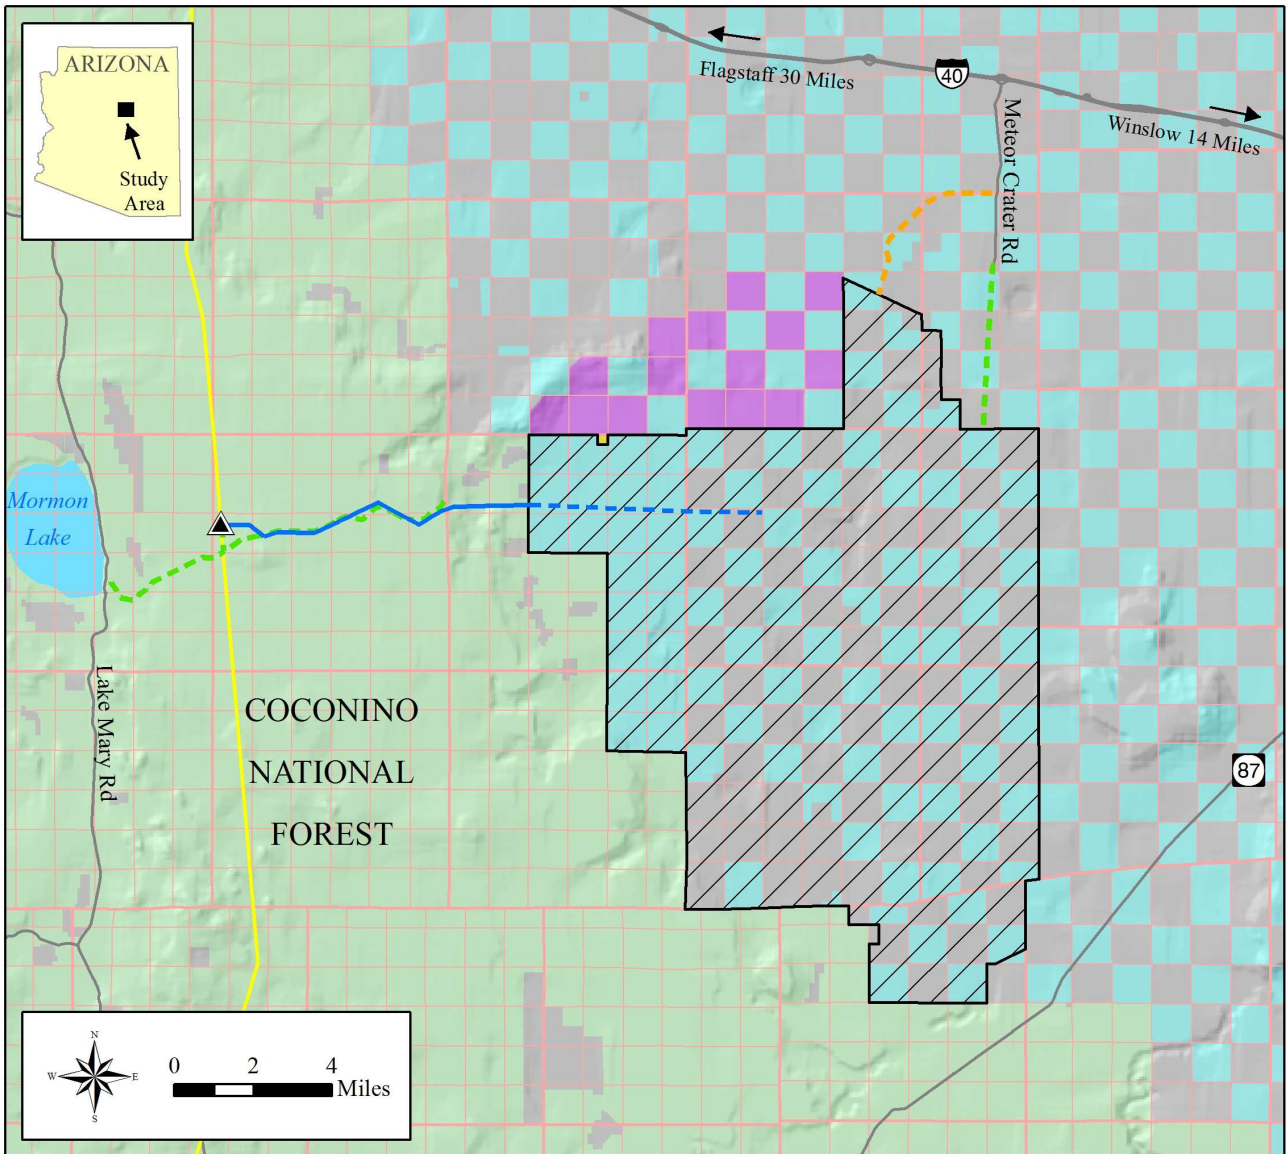 ARIZONA
Study
Area
Flagstaff 30 Miles
40
Winslow 14 Miles
Meteor Crater Rd
Mormon
Lake
Lake Mary Rd
COCONINO
NATIONAL
FOREST
87
N
W
E
S
0
2
4
Miles